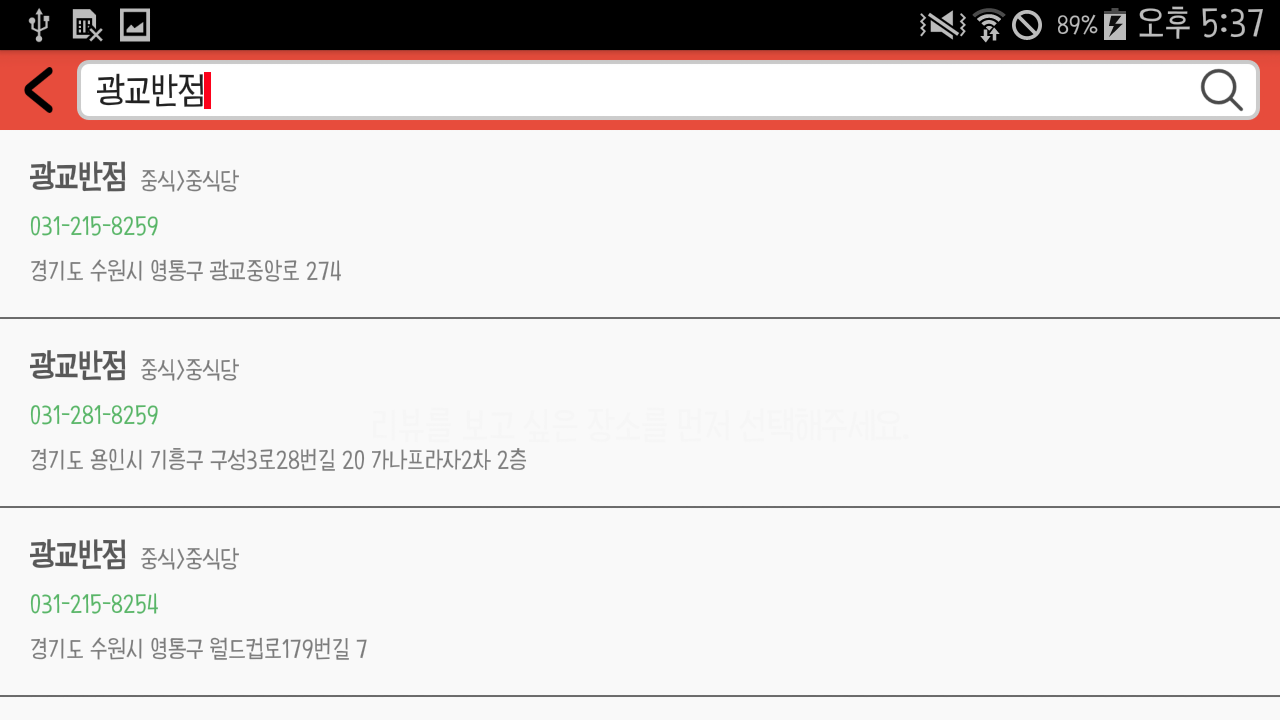 89% 오후 5:37
광교반점
광교반점 중식>중식당
031-215-8259
경기도 수원시 영통구 광교중앙로 274
광교반점 중식>중식당
031-281-8259
리뷰를 보고 싶은 장소를 먼저 선택해주세요.
경기도 용인시 기흥구 구성3로28번길 20 가나프라자2차 2층
광교반점 중식>중식당
031-215-8254
경기도 수원시 영통구 월드컵로179번길 7